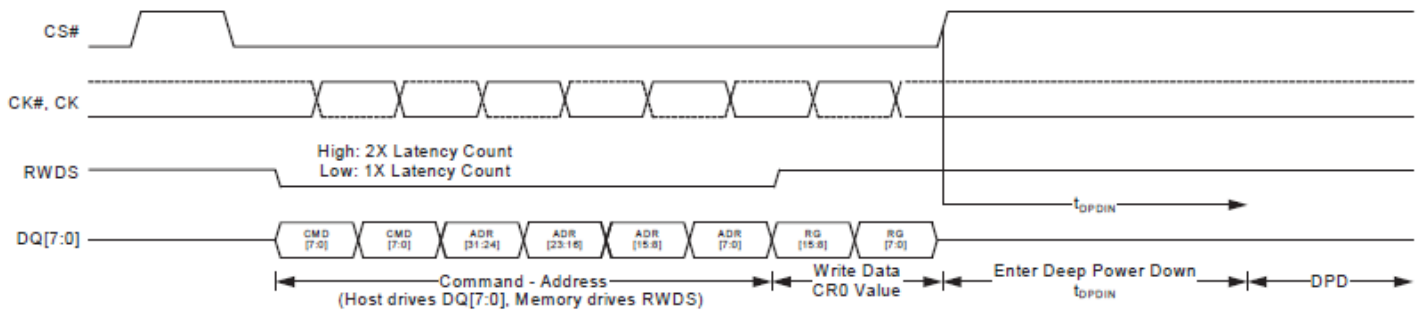 CS#
CK#, CK
High: 2X Latency Count
Low: 1X Latency Count
RWDS
tDPDIN
DQ[7:0]
CMD [7:0]
CMD [7:0]
ADR [31:24]
ADR [23:16]
ADR [15:8]
ADR [7:0]
RG [15:8]
RG [7:0]
Command - Address
(Host drives DQ[7:0], Memory drives RWDS)
Write Data
CR0 Value
Enter Deep Power Down
tDPDIN
DPD